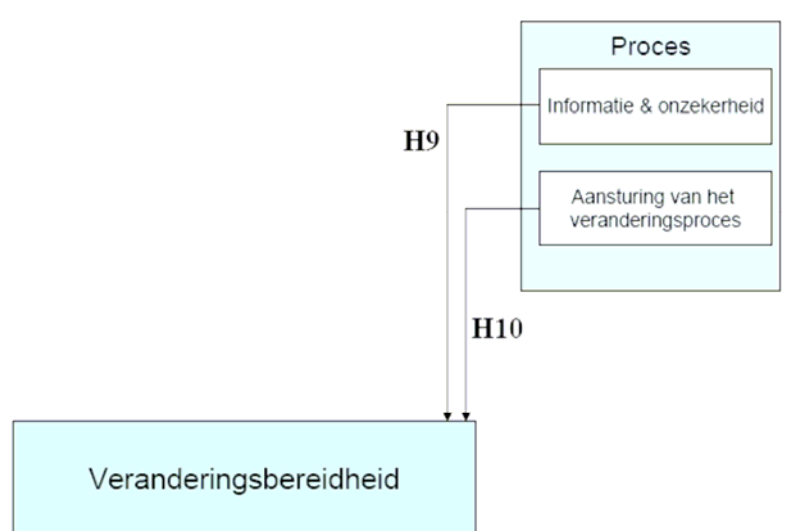 Proces
Informatie & onzekerheid
H9
Aansturing van het
veranderingsproces
H10
Veranderingsbereidheid